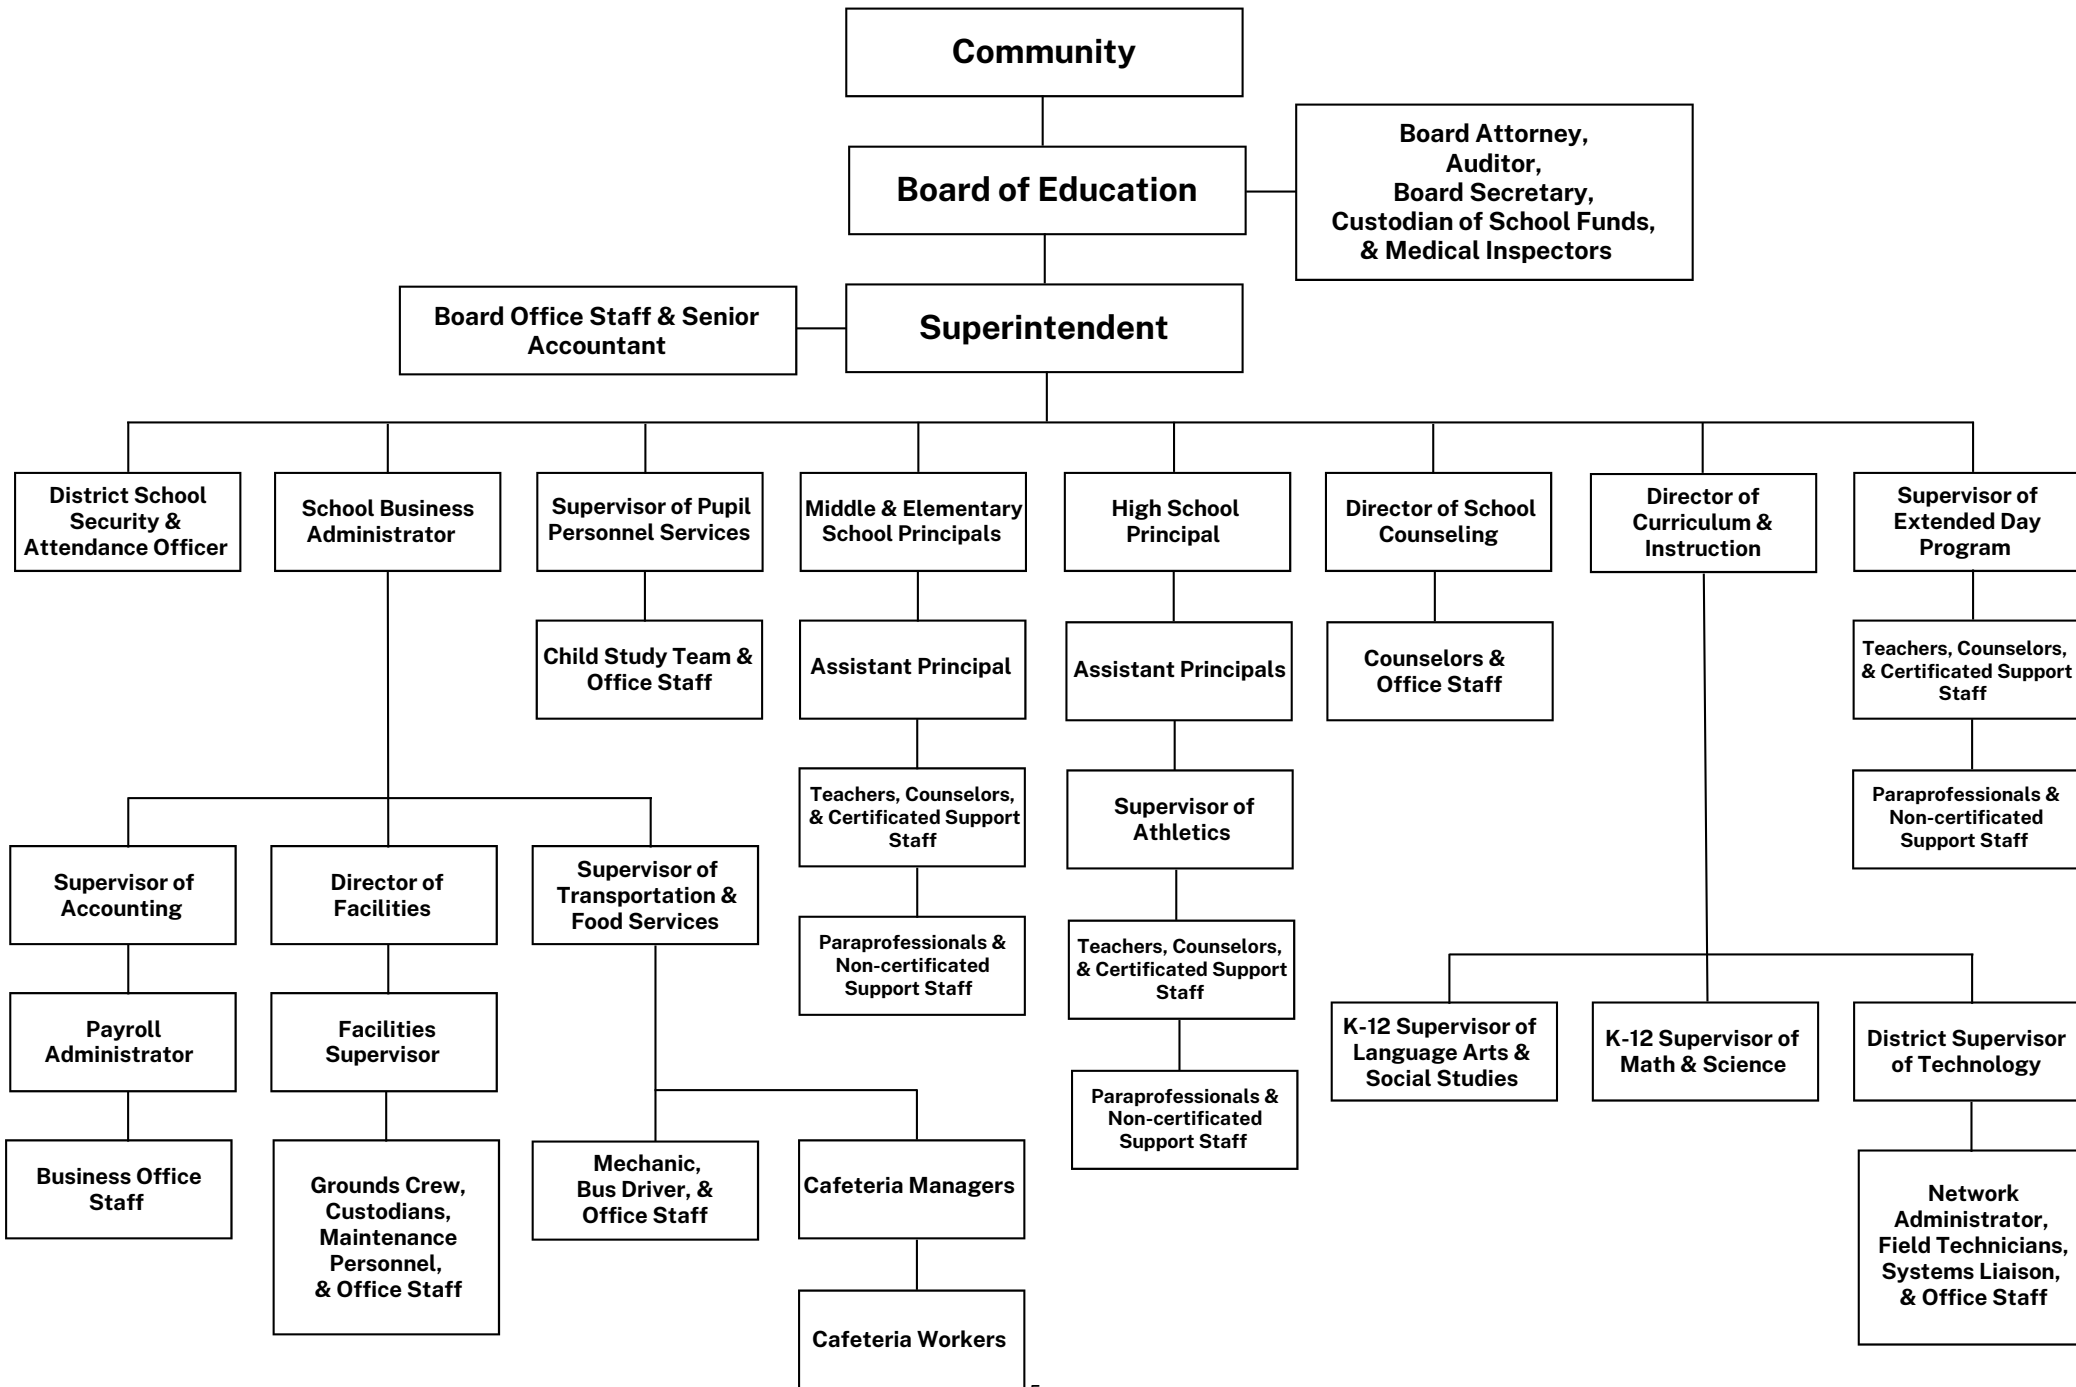 Community
Board of Education
Board Attorney,
Auditor,
Board Secretary,
Custodian of School Funds,
& Medical Inspectors
Board Office Staff & Senior
Accountant
Superintendent
District School
Security &
Attendance Officer
School Business
Administrator
Supervisor of Pupil
Personnel Services
Middle & Elementary
School Principals
High School
Principal
Director of School
Counseling
Director of
Curriculum &
Instruction
Supervisor of
Extended Day
Program
Child Study Team &
Office Staff
Assistant Principal
Assistant Principals
Counselors &
Office Staff
Teachers, Counselors,
& Certificated Support
Staff
Teachers, Counselors,
& Certificated Support
Staff
Supervisor of
Athletics
Paraprofessionals &
Non-certificated
Support Staff
Supervisor of
Accounting
Director of
Facilities
Supervisor of
Transportation &
Food Services
Paraprofessionals &
Non-certificated
Support Staff
Teachers, Counselors,
& Certificated Support
Staff
Payroll
Administrator
Facilities
Supervisor
K-12 Supervisor of
Language Arts &
Social Studies
K-12 Supervisor of
Math & Science
District Supervisor
of Technology
Paraprofessionals &
Non-certificated
Support Staff
Business Office
Staff
Grounds Crew,
Custodians,
Maintenance
Personnel,
& Office Staff
Mechanic,
Bus Driver, &
Office Staff
Cafeteria Managers
Network
Administrator,
Field Technicians,
Systems Liaison,
& Office Staff
Cafeteria Workers